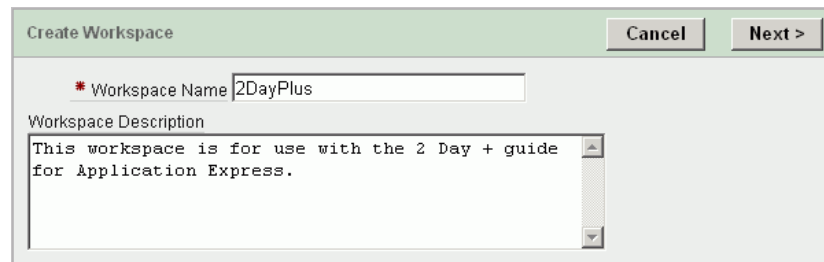 Create Workspace Cancel Next >
* Workspace Name 2DayPlus
Workspace Description
This workspace is for use with the 2 Day + guide
for Application Express.